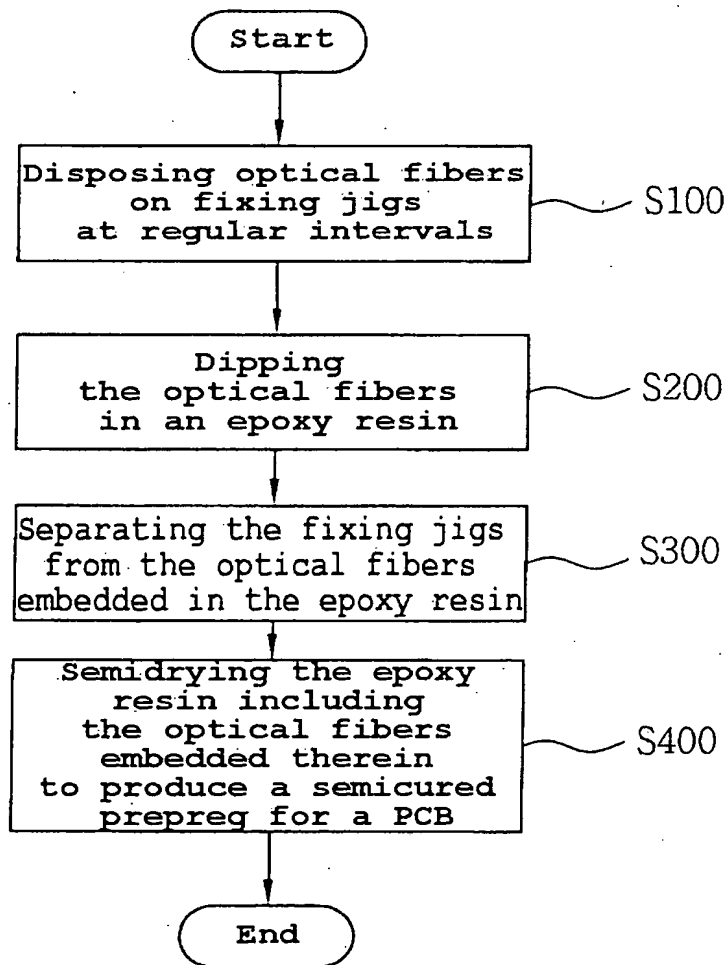 Start
Disposing optical fibers
on fixing jigs
at regular intervals
S100
Dipping
the optical fibers
in an epoxy resin
S200
Separating the fixing jigs
from the optical fibers
embedded in the epoxy resin
S300
Semidrying the epoxy
resin including
the optical fibers
embedded therein
to produce a semicured
prepreg for a PCB
S400
End